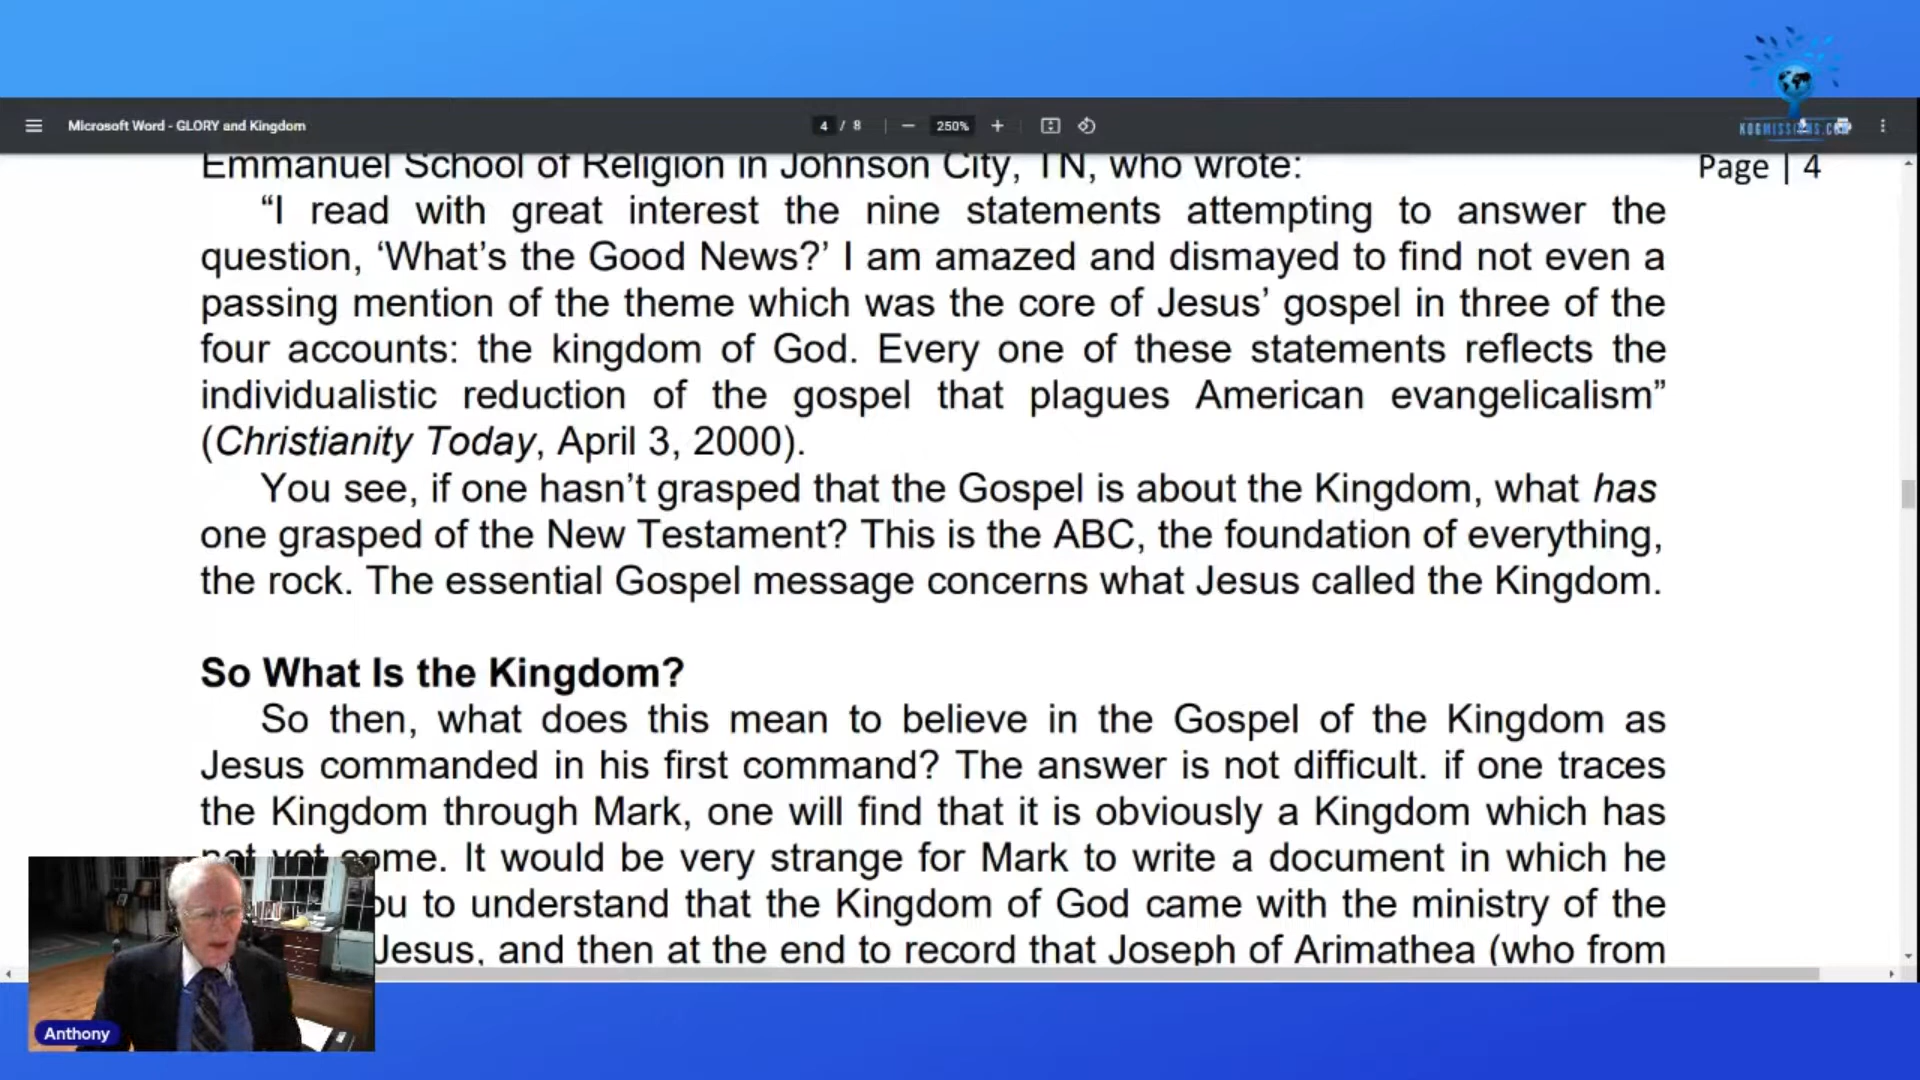 Microsoft Word - GLORY and Kingdom
4 / 8
250%
Emmanuel School of Religion in Johnson City, TN, who wrote:
Page | 4
“I read with great interest the nine statements attempting to answer the
question, ‘What’s the Good News?’ I am amazed and dismayed to find not even a
passing mention of the theme which was the core of Jesus’ gospel in three of the
four accounts: the kingdom of God. Every one of these statements reflects the
individualistic reduction of the gospel that plagues American evangelicalism”
(Christianity Today, April 3, 2000).
You see, if one hasn’t grasped that the Gospel is about the Kingdom, what has
one grasped of the New Testament? This is the ABC, the foundation of everything,
the rock. The essential Gospel message concerns what Jesus called the Kingdom.
So What Is the Kingdom?
So then, what does this mean to believe in the Gospel of the Kingdom as
Jesus commanded in his first command? The answer is not difficult. if one traces
the Kingdom through Mark, one will find that it is obviously a Kingdom which has
not yet come. It would be very strange for Mark to write a document in which he
to understand that the Kingdom of God came with the ministry of the
Jesus, and then at the end to record that Joseph of Arimathea (who from
Anthony